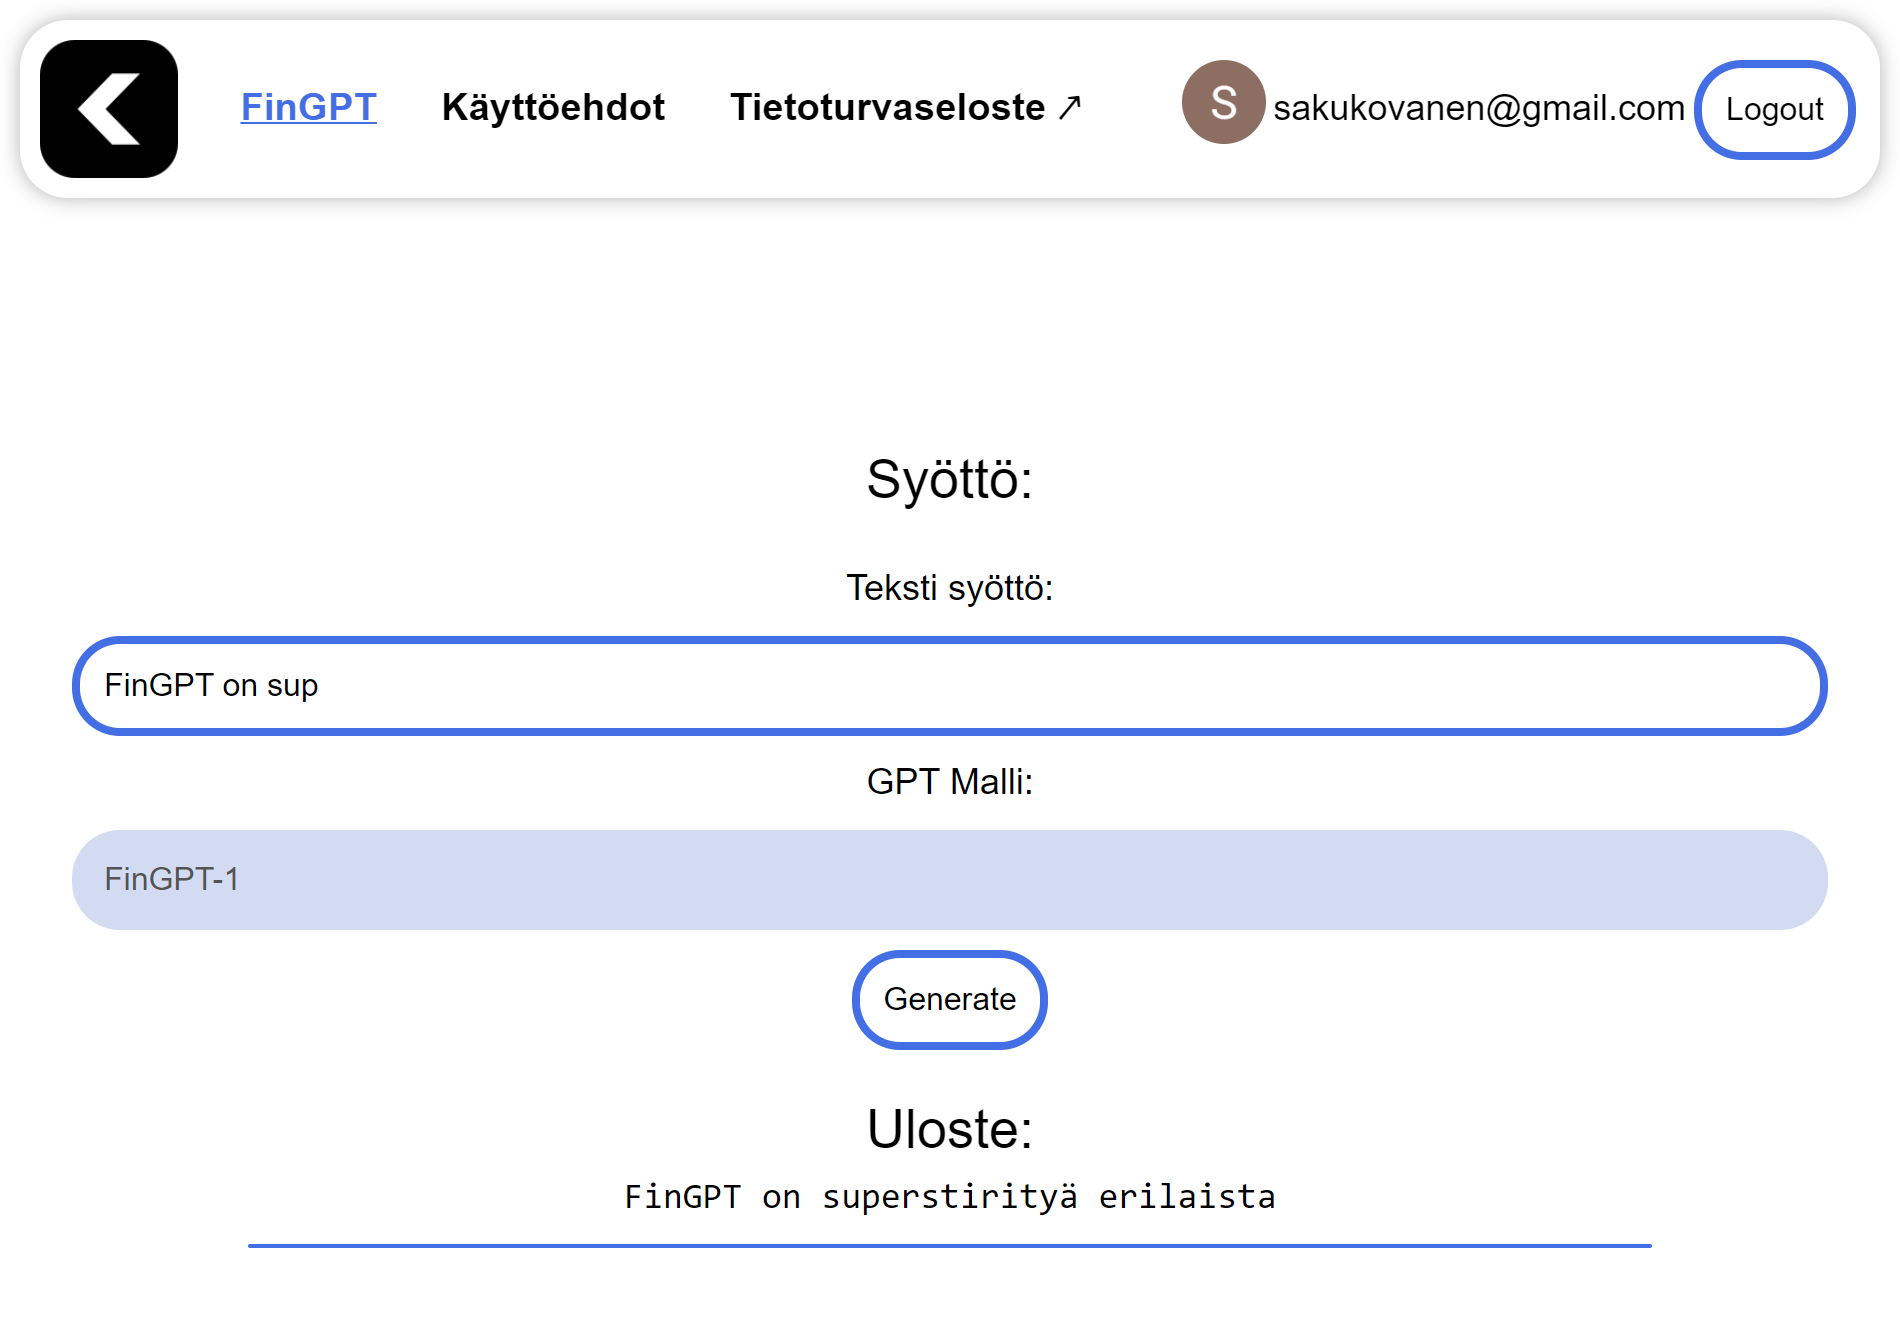 FinGPT Käyttöehdot Tietoturvaseloste ↗ S sakukovanen@gmail.com Logout
Syöttö:
Teksti syöttö:
FinGPT on sup
GPT Malli:
FinGPT-1
Generate
Uloste:
FinGPT on superstirityä erilaista